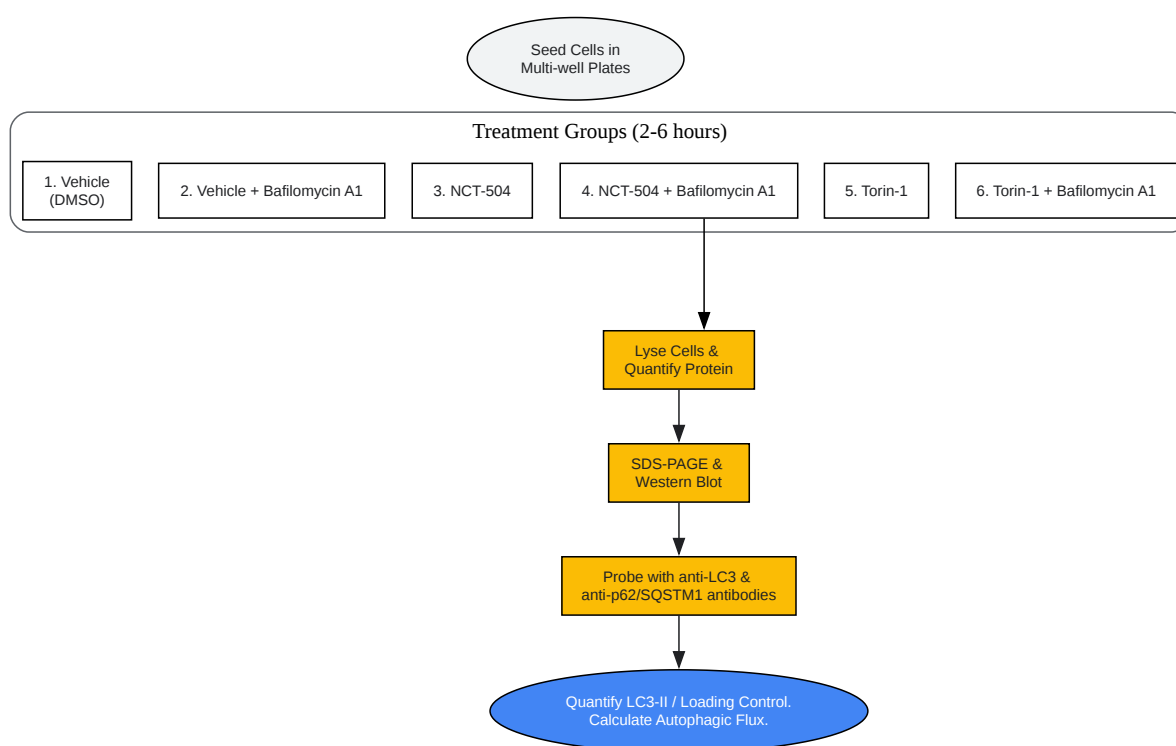 Seed Cells in
Multi-well Plates
Treatment Groups (2-6 hours)
1. Vehicle
(DMSO)
2. Vehicle + Bafilomycin A1
3. NCT-504
4. NCT-504 + Bafilomycin A1
5. Torin-1
6. Torin-1 + Bafilomycin A1
Lyse Cells &
Quantify Protein
SDS-PAGE &
Western Blot
Probe with anti-LC3 &
anti-p62/SQSTM1 antibodies
Quantify LC3-II / Loading Control.
Calculate Autophagic Flux.